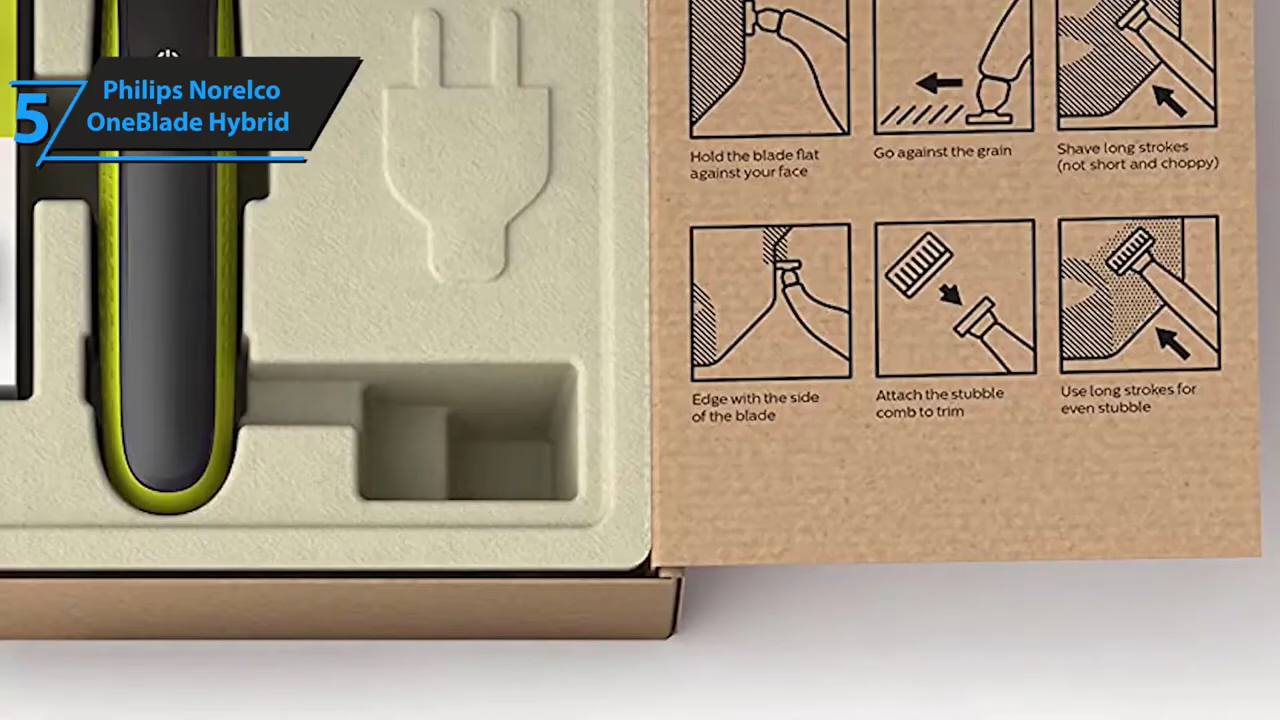 5
Philips Norelco
OneBlade Hybrid
Hold the blade flat
against your face
Go against the grain
Shave long strokes
(not short and choppy)
Edge with the side
of the blade
Attach the stubble
comb to trim
Use long strokes for
even stubble